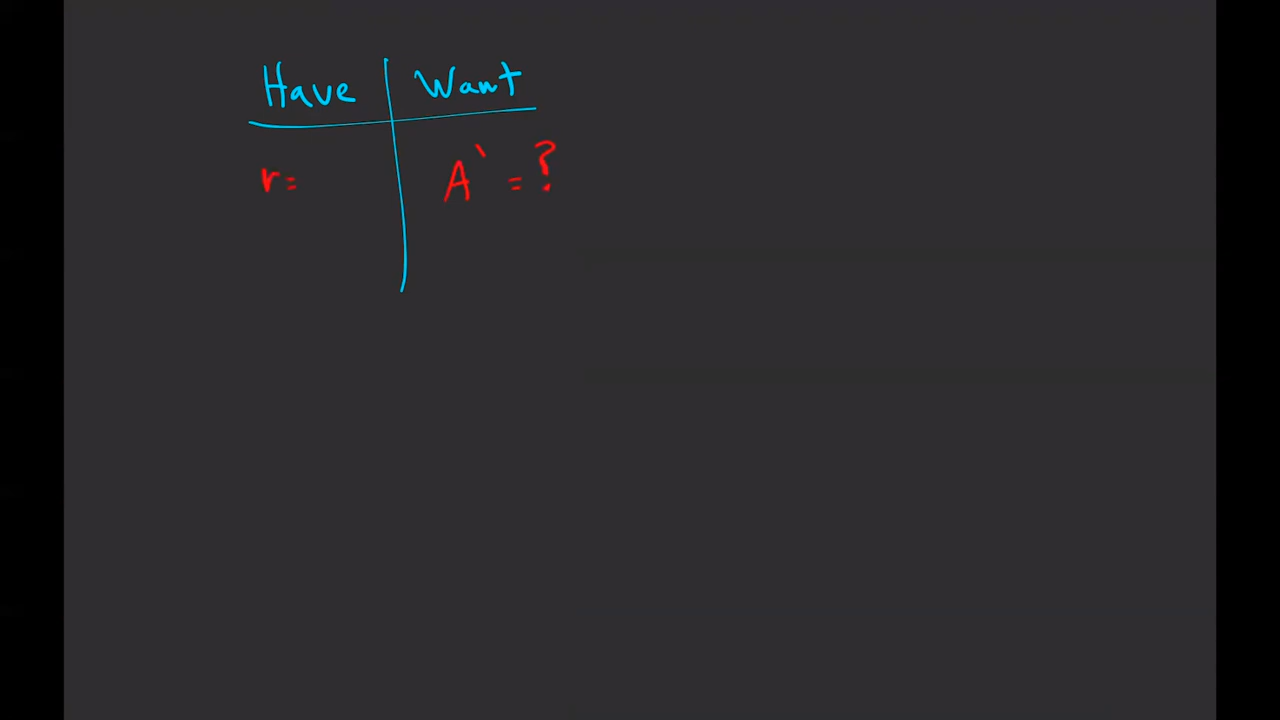 Have Want
r= A` = ?